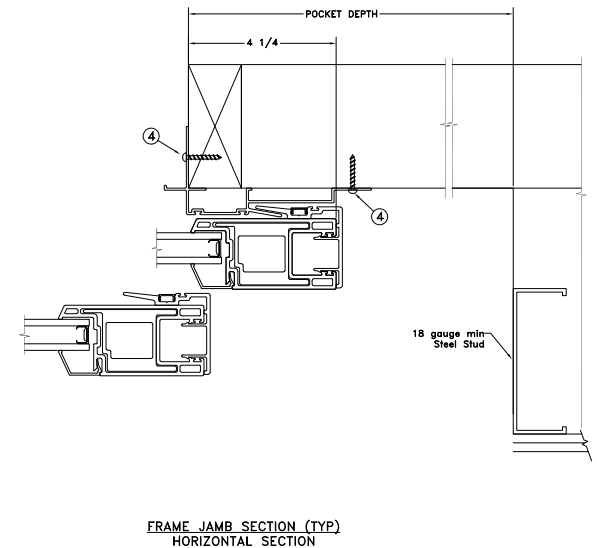 POCKET DEPTH
4 1/4
4
4
18 gauge min
Steel Stud
FRAME JAMB SECTION (TYP)
HORIZONTAL SECTION